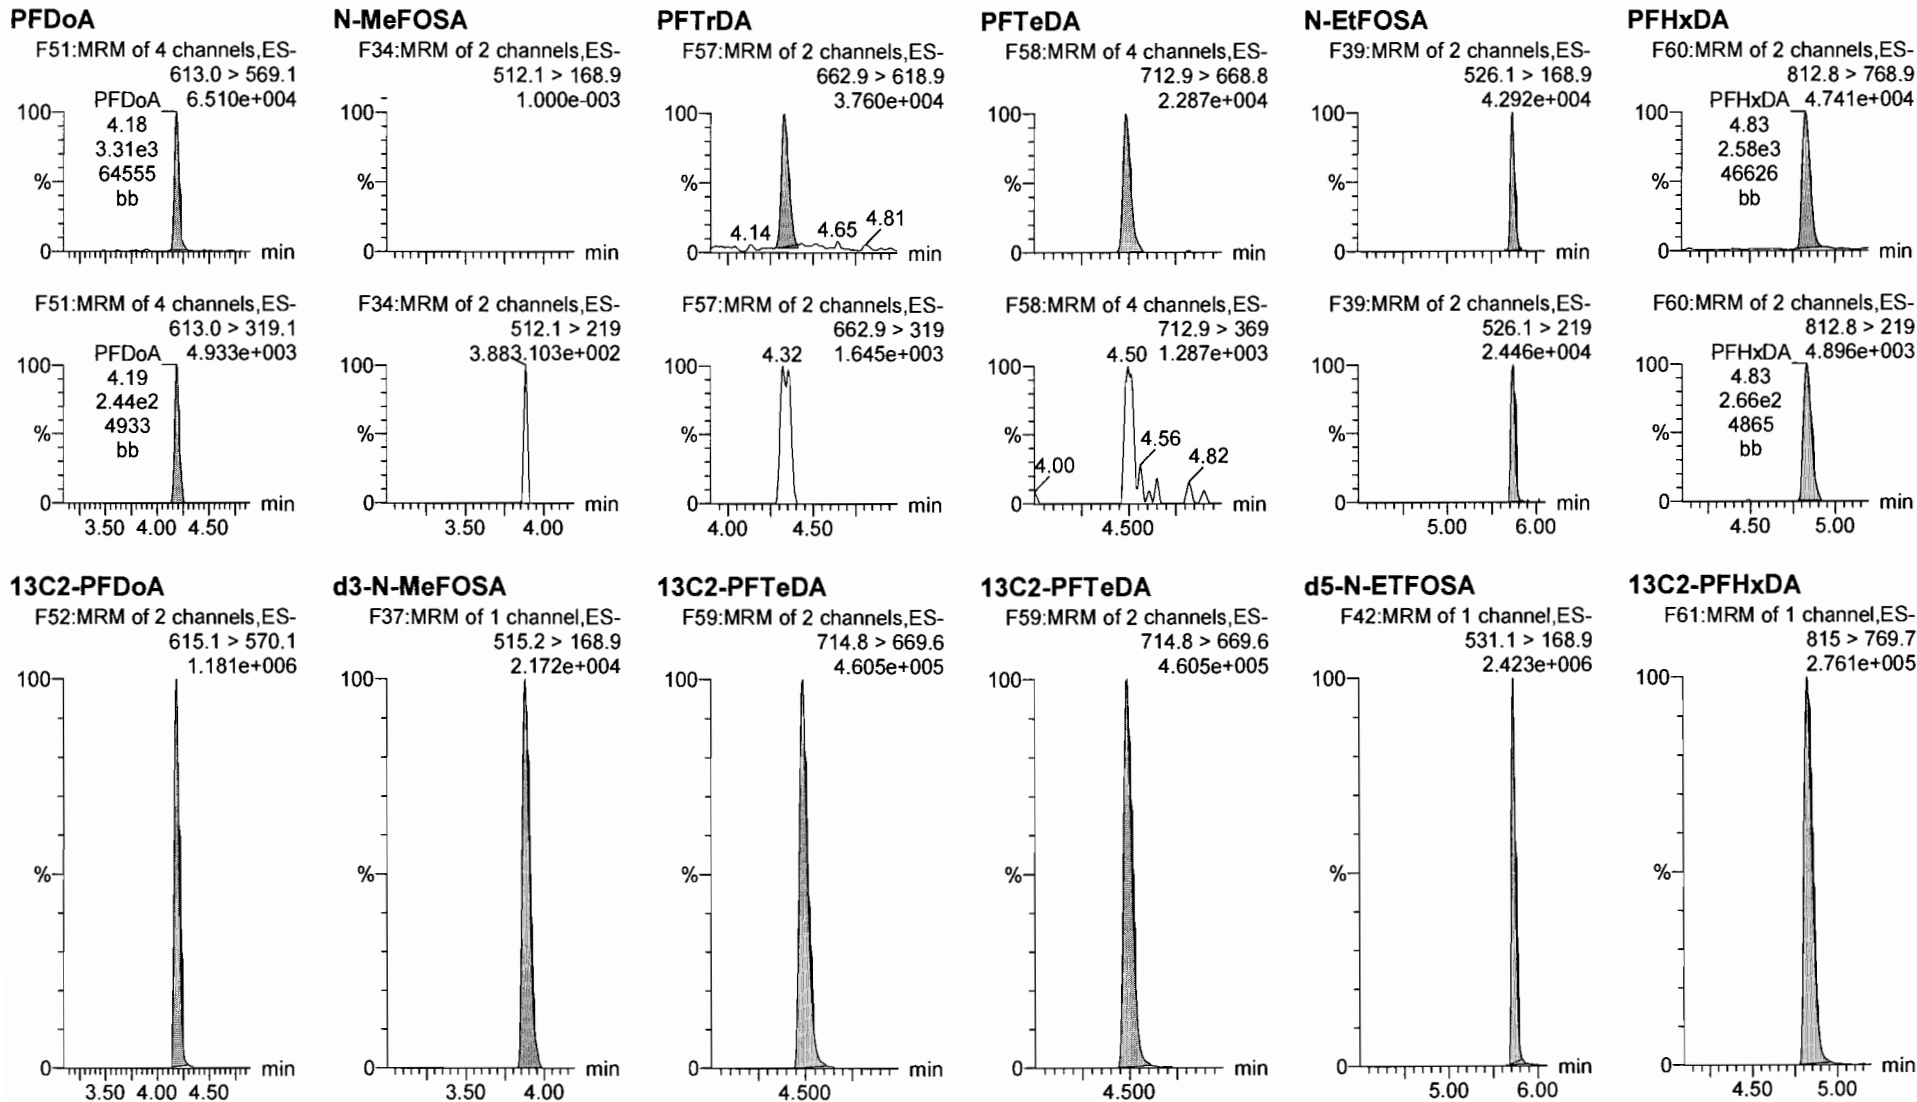 PFDoA
F51:MRM of 4 channels,ES-
613.0 > 569.1
6.510e+004
PFDoA
4.18
3.31e3
64555
bb
100
%
0
min
N-MeFOSA
F34:MRM of 2 channels,ES-
512.1 > 168.9
1.000e-003
100
%
0
min
PFTrDA
F57:MRM of 2 channels,ES-
662.9 > 618.9
3.760e+004
100
%
0
4.14
4.65
4.81
min
PFTeDA
F58:MRM of 4 channels,ES-
712.9 > 668.8
2.287e+004
100
%
0
min
N-EtFOSA
F39:MRM of 2 channels,ES-
526.1 > 168.9
4.292e+004
100
%
0
min
PFHxDA
F60:MRM of 2 channels,ES-
812.8 > 768.9
4.741e+004
PFHxDA
4.83
2.58e3
46626
bb
100
%
0
min
F51:MRM of 4 channels,ES-
613.0 > 319.1
4.933e+003
PFDoA
4.19
2.44e2
4933
bb
100
%
0
min
3.50 4.00 4.50
F34:MRM of 2 channels,ES-
512.1 > 219
3.883.103e+002
100
%
0
min
3.50 4.00
F57:MRM of 2 channels,ES-
662.9 > 319
4.32 1.645e+003
100
%
0
min
4.00 4.50
F58:MRM of 4 channels,ES-
712.9 > 369
4.50 1.287e+003
100
%
0
4.00
4.56
4.82
min
4.500
F39:MRM of 2 channels,ES-
526.1 > 219
2.446e+004
100
%
0
min
5.00 6.00
F60:MRM of 2 channels,ES-
812.8 > 219
4.896e+003
PFHxDA
4.83
2.66e2
4865
bb
100
%
0
min
4.50 5.00
13C2-PFDoA
F52:MRM of 2 channels,ES-
615.1 > 570.1
1.181e+006
100
%
0
min
3.50 4.00 4.50
d3-N-MeFOSA
F37:MRM of 1 channel,ES-
515.2 > 168.9
2.172e+004
100
%
0
min
3.50 4.00
13C2-PFTeDA
F59:MRM of 2 channels,ES-
714.8 > 669.6
4.605e+005
100
%
0
min
4.500
13C2-PFTeDA
F59:MRM of 2 channels,ES-
714.8 > 669.6
4.605e+005
100
%
0
min
4.500
d5-N-ETFOSA
F42:MRM of 1 channel,ES-
531.1 > 168.9
2.423e+006
100
%
0
min
5.00 6.00
13C2-PFHxDA
F61:MRM of 1 channel,ES-
815 > 769.7
2.761e+005
100
%
0
min
4.50 5.00